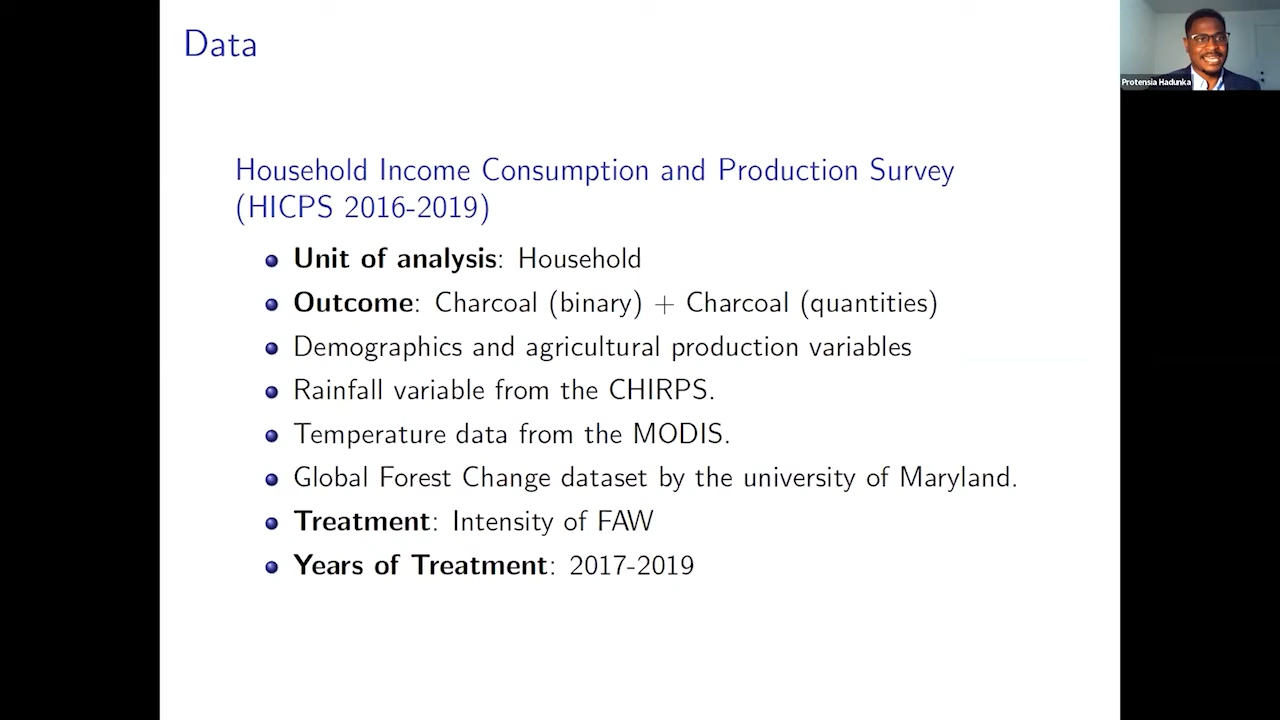 Data
Household Income Consumption and Production Survey
(HICPS 2016-2019)
Unit of analysis: Household
Outcome: Charcoal (binary) + Charcoal (quantities)
Demographics and agricultural production variables
Rainfall variable from the CHIRPS.
Temperature data from the MODIS.
Global Forest Change dataset by the university of Maryland.
Treatment: Intensity of FAW
Years of Treatment: 2017-2019
Protensia Hadunka